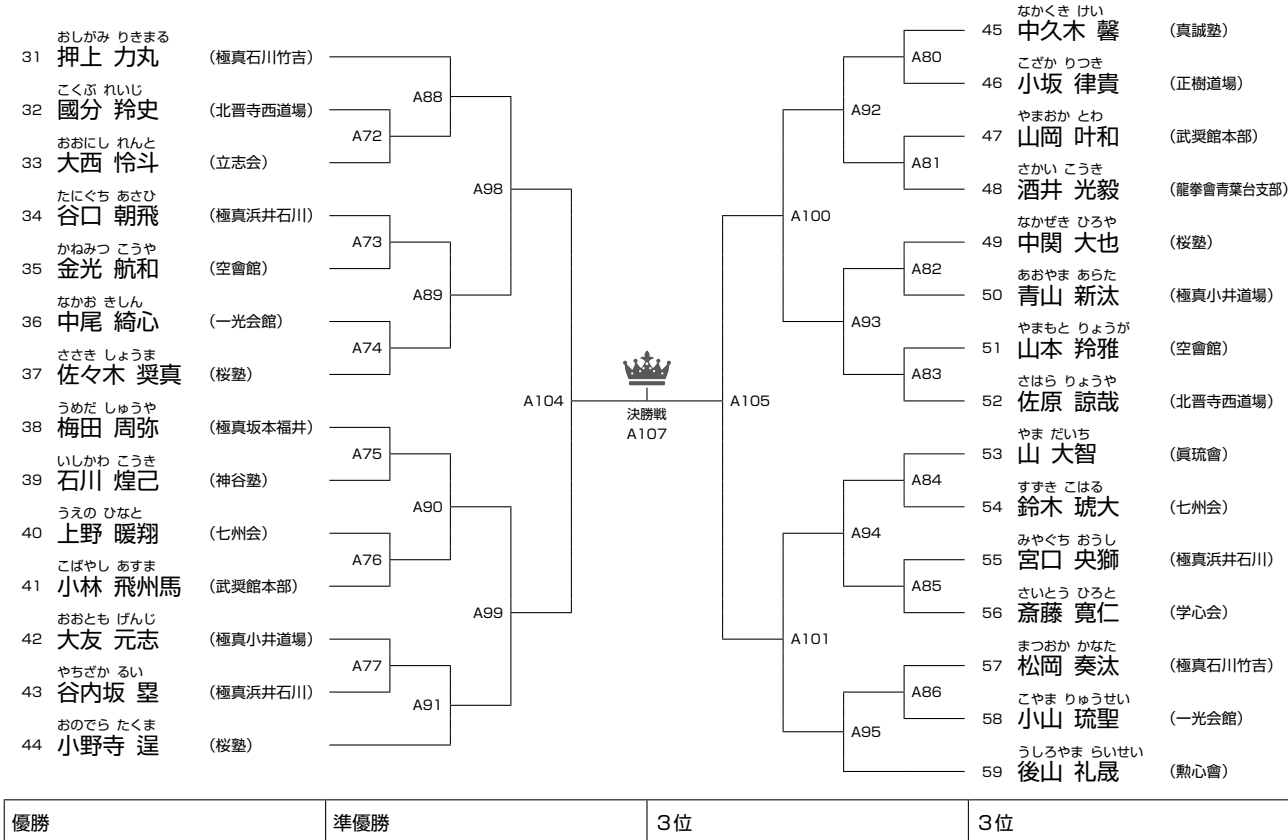 おしがみ りきまる
31 押上 力丸 （極真石川竹吉）
こくぶ れいじ
32 國分 羚史 （北晋寺西道場）
おおにし れんと
33 大西 怜斗 （立志会）
たにぐち あさひ
34 谷口 朝飛 （極真浜井石川）
かねみつ こうや
35 金光 航和 （空會館）
なかお きしん
36 中尾 綺心 （一光会館）
ささき しょうま
37 佐々木 奨真 （桜塾）
うめだ しゅうや
38 梅田 周弥 （極真坂本福井）
いしかわ こうき
39 石川 煌己 （神谷塾）
うえの ひなと
40 上野 暖翔 （七州会）
こばやし あすま
41 小林 飛州馬 （武奨館本部）
おおとも げんじ
42 大友 元志 （極真小井道場）
やちざか るい
43 谷内坂 塁 （極真浜井石川）
おのでら たくま
44 小野寺 逞 （桜塾）
A88
A72
A98
A73
A89
A74
A104
A75
A90
A76
A99
A77
A91
決勝戦
A107
A80
A92
A81
A100
A82
A93
A83
A105
A84
A94
A85
A101
A86
A95
なかくき けい
45 中久木 馨 （真誠塾）
こざか りつき
46 小坂 律貴 （正樹道場）
やまおか とわ
47 山岡 叶和 （武奨館本部）
さかい こうき
48 酒井 光毅 （龍拳會青葉台支部）
なかぜき ひろや
49 中関 大也 （桜塾）
あおやま あらた
50 青山 新汰 （極真小井道場）
やまもと りょうが
51 山本 羚雅 （空會館）
さはら りょうや
52 佐原 諒哉 （北晋寺西道場）
やま だいち
53 山 大智 （眞琉會）
すずき こはる
54 鈴木 琥大 （七州会）
みやぐち おうし
55 宮口 央獅 （極真浜井石川）
さいとう ひろと
56 斎藤 寛仁 （学心会）
まつおか かなた
57 松岡 奏汰 （極真石川竹吉）
こやま りゅうせい
58 小山 琉聖 （一光会館）
うしろやま らいせい
59 後山 礼晟 （勲心會）
優勝 準優勝 3位 3位